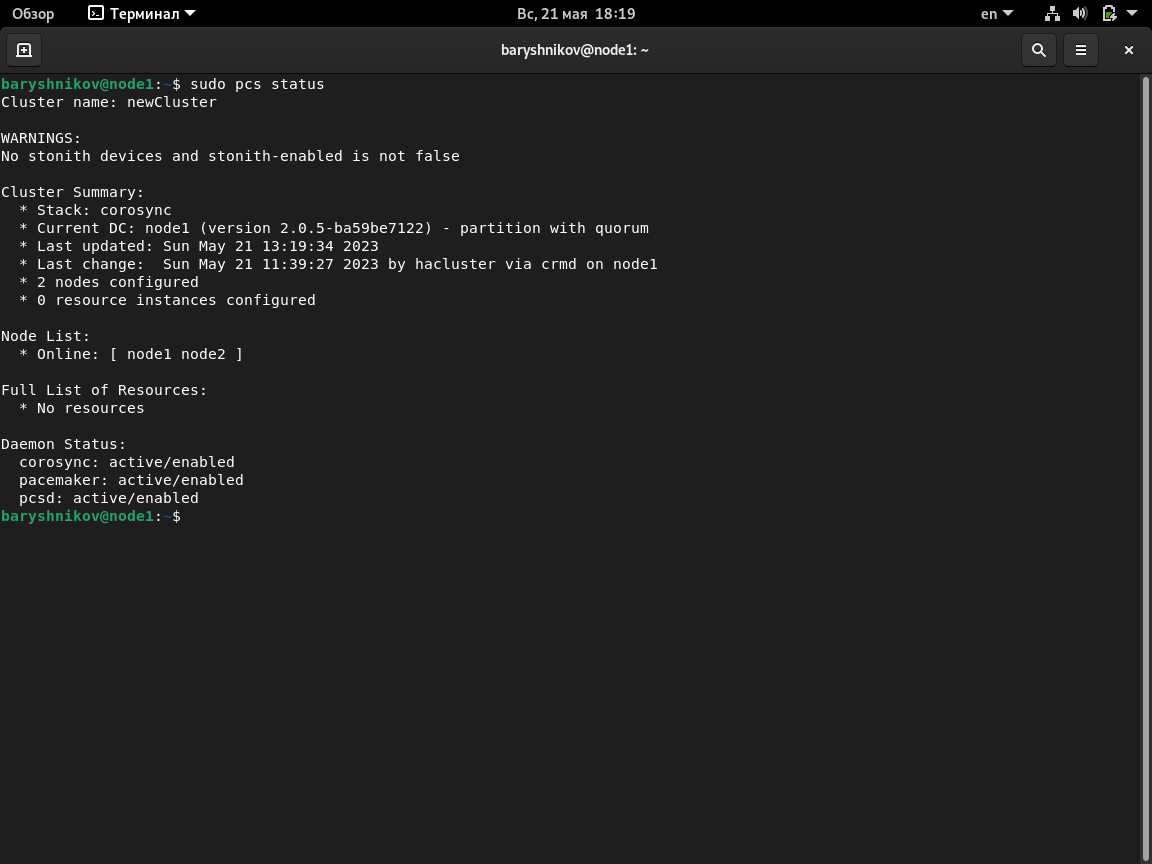 Обзор
Терминал
Вс, 21 мая 18:19
en
baryshnikov@node1: ~
baryshnikov@node1:~$ sudo pcs status
Cluster name: newCluster
WARNINGS:
No stonith devices and stonith-enabled is not false
Cluster Summary:
  * Stack: corosync
  * Current DC: node1 (version 2.0.5-ba59be7122) - partition with quorum
  * Last updated: Sun May 21 13:19:34 2023
  * Last change:  Sun May 21 11:39:27 2023 by hacluster via crmd on node1
  * 2 nodes configured
  * 0 resource instances configured
Node List:
  * Online: [ node1 node2 ]
Full List of Resources:
  * No resources
Daemon Status:
  corosync: active/enabled
  pacemaker: active/enabled
  pcsd: active/enabled
baryshnikov@node1:~$